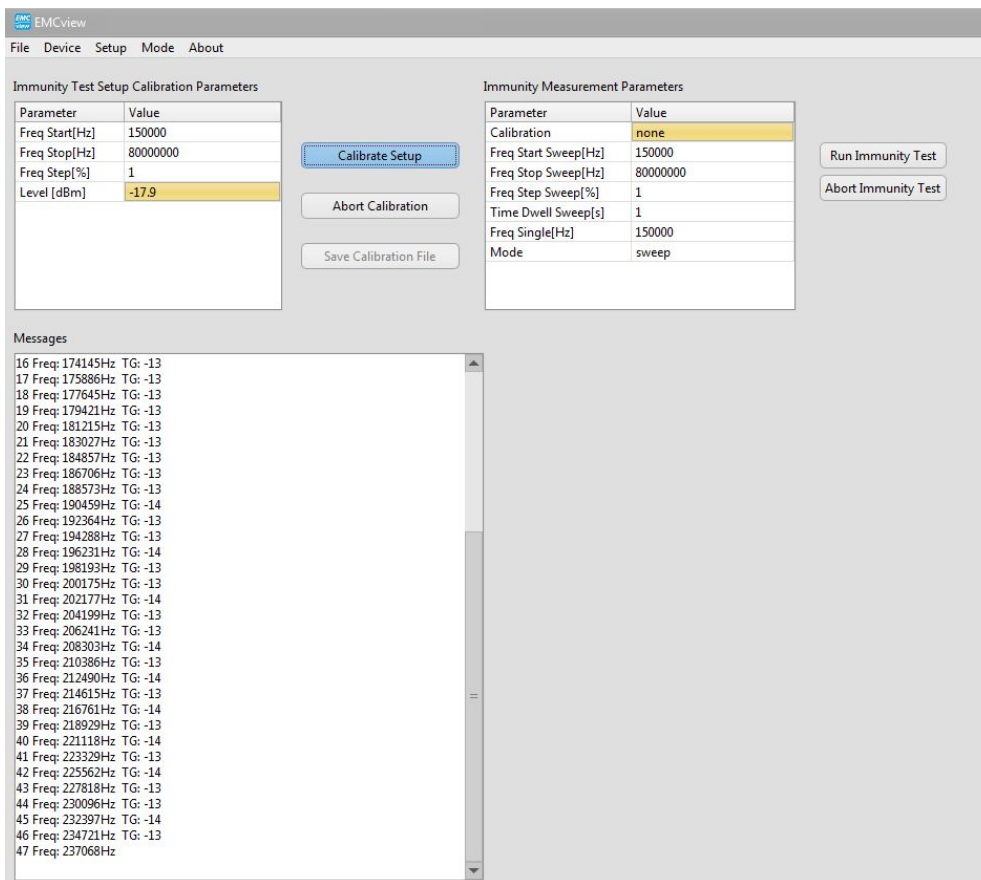 EMC view EMCview
File Device Setup Mode About
Immunity Test Setup Calibration Parameters
Parameter Value
Freq Start[Hz] 150000
Freq Stop[Hz] 80000000
Freq Step[%] 1
Level [dBm] -17.9
Calibrate Setup
Abort Calibration
Save Calibration File
Immunity Measurement Parameters
Parameter Value
Calibration none
Freq Start Sweep[Hz] 150000
Freq Stop Sweep[Hz] 80000000
Freq Step Sweep[%] 1
Time Dwell Sweep[s] 1
Freq Single[Hz] 150000
Mode sweep
Run Immunity Test
Abort Immunity Test
Messages
16 Freq: 174145Hz TG: -13
17 Freq: 175886Hz TG: -13
18 Freq: 177645Hz TG: -13
19 Freq: 179421Hz TG: -13
20 Freq: 181215Hz TG: -13
21 Freq: 183027Hz TG: -13
22 Freq: 184857Hz TG: -13
23 Freq: 186706Hz TG: -13
24 Freq: 188573Hz TG: -13
25 Freq: 190459Hz TG: -14
26 Freq: 192364Hz TG: -13
27 Freq: 194288Hz TG: -13
28 Freq: 196231Hz TG: -14
29 Freq: 198193Hz TG: -13
30 Freq: 200175Hz TG: -13
31 Freq: 202177Hz TG: -14
32 Freq: 204199Hz TG: -13
33 Freq: 206241Hz TG: -13
34 Freq: 208303Hz TG: -14
35 Freq: 210386Hz TG: -13
36 Freq: 212490Hz TG: -14
37 Freq: 214615Hz TG: -13
38 Freq: 216761Hz TG: -14
39 Freq: 218929Hz TG: -13
40 Freq: 221118Hz TG: -14
41 Freq: 223329Hz TG: -13
42 Freq: 225562Hz TG: -14
43 Freq: 227818Hz TG: -13
44 Freq: 230096Hz TG: -13
45 Freq: 232397Hz TG: -14
46 Freq: 234721Hz TG: -13
47 Freq: 237068Hz